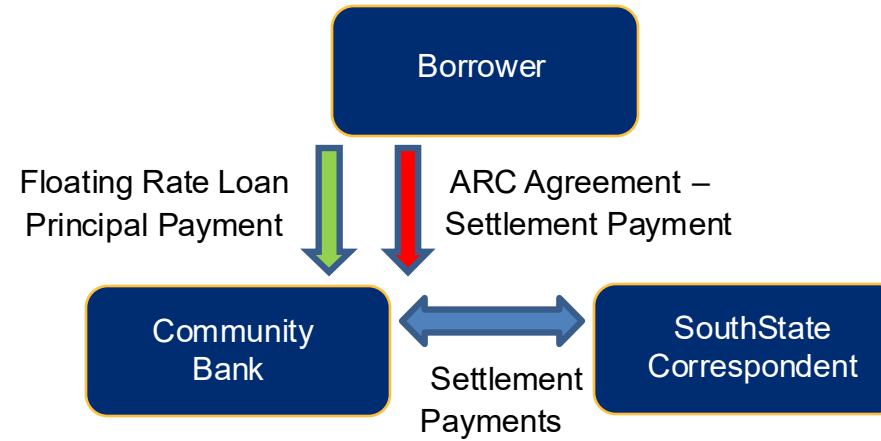 Borrower
Floating Rate Loan
Principal Payment
ARC Agreement –
Settlement Payment
Community
Bank
SouthState
Correspondent
Settlement
Payments